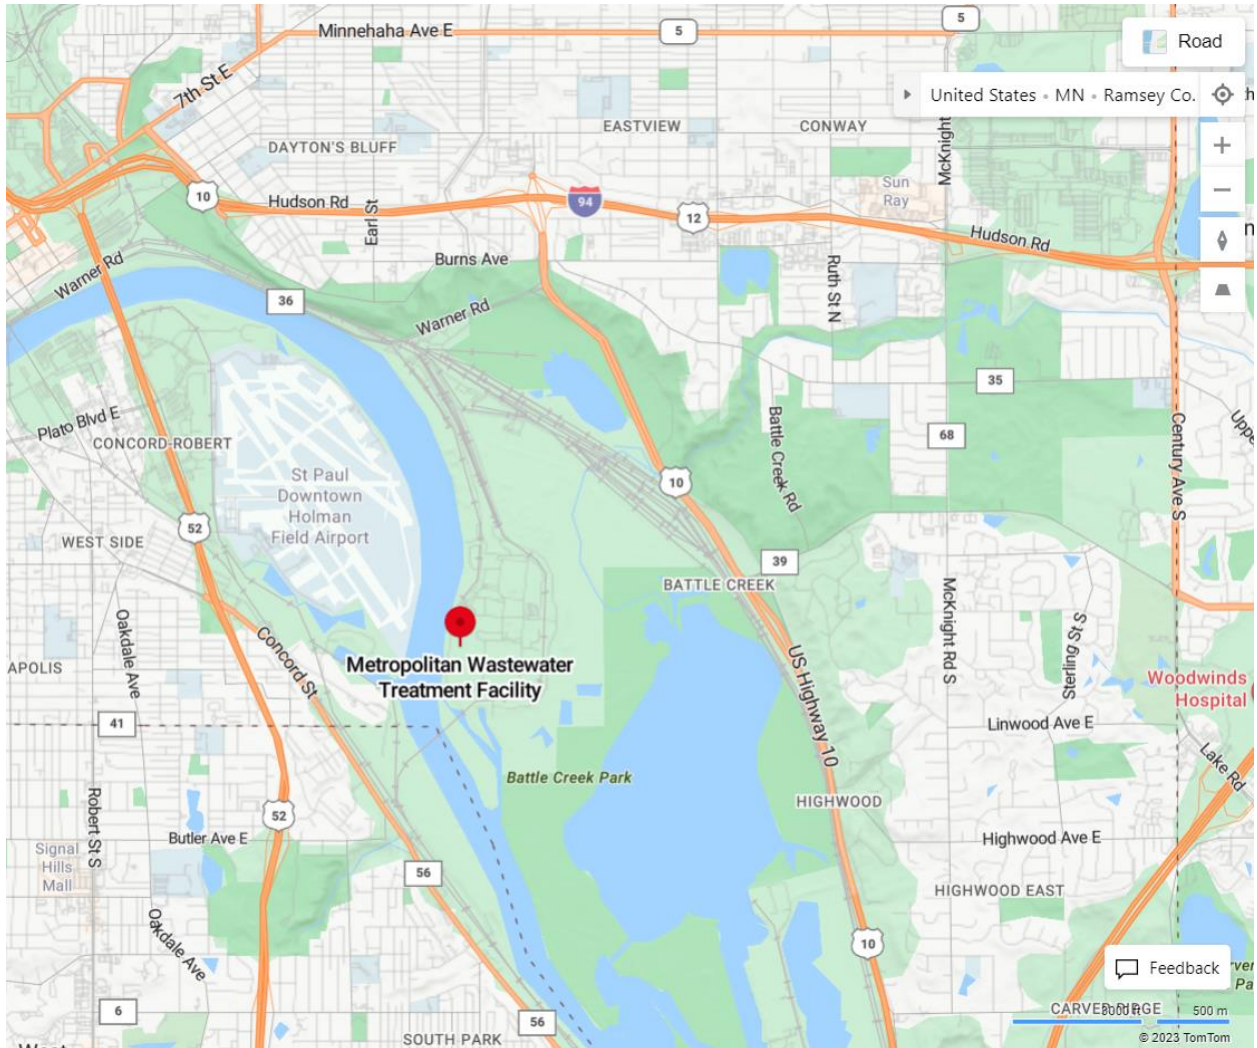 5
5
Minnehaha Ave E
Road
7th St E
United States • MN • Ramsey Co.
EASTVIEW
CONWAY
McKnight
DAYTON'S BLUFF
Sun
Ray
10
Hudson Rd
94
12
Earl St
Hudson Rd
Burns Ave
Ruth St N
Warner Rd
36
Warner Rd
35
Plato Blvd E
CONCORD-ROBERT
Battle Creek Rd
68
Century Ave S
St Paul
Downtown
Holman
Field Airport
10
52
WEST SIDE
39
BATTLE CREEK
McKnight Rd S
Oakdale Ave
Concord St
Sterling St S
Metropolitan Wastewater
Treatment Facility
APOLIS
US Highway 10
Woodwinds
Hospital
41
Linwood Ave E
Lake Rd
Battle Creek Park
HIGHWOOD
Robert St S
52
Butler Ave E
Highwood Ave E
Signal
Hills
Mall
56
HIGHWOOD EAST
Oakdale Ave
10
Feedback
6
56
CARVER RIDGE
500 m
SOUTH PARK
© 2023 TomTom